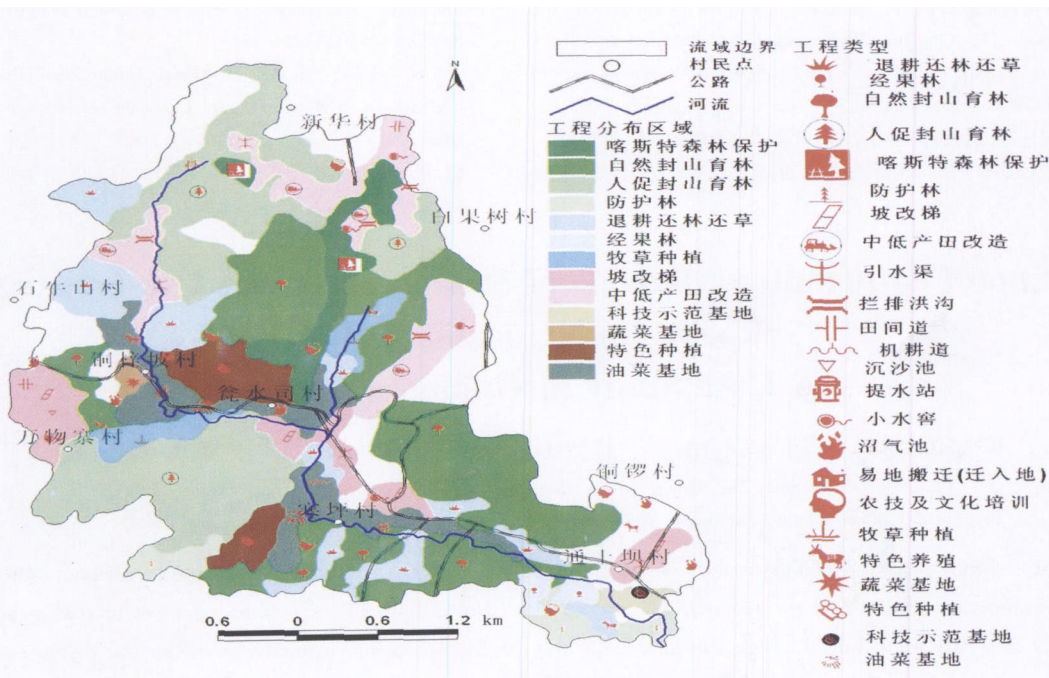 N
新华村
白果树村
石牛山村
铜梓坡村
瓮水司村
万物寨村
铜锣村
通土坝村
0.6 0 0.6 1.2 km
流域边界
村民点
公路
河流
工程分布区域
喀斯特森林保护
自然封山育林
人促封山育林
防护林
退耕还林还草
经果林
牧草种植
坡改梯
中低产田改造
科技示范基地
蔬菜基地
特色种植
油菜基地
工程类型
退耕还林还草
经果林
自然封山育林
人促封山育林
喀斯特森林保护
防护林
坡改梯
中低产田改造
引水渠
拦排洪沟
田间道
机耕道
沉沙池
提水站
小水窖
沼气池
易地搬迁(迁入地)
农技及文化培训
牧草种植
特色养殖
蔬菜基地
特色种植
科技示范基地
油菜基地